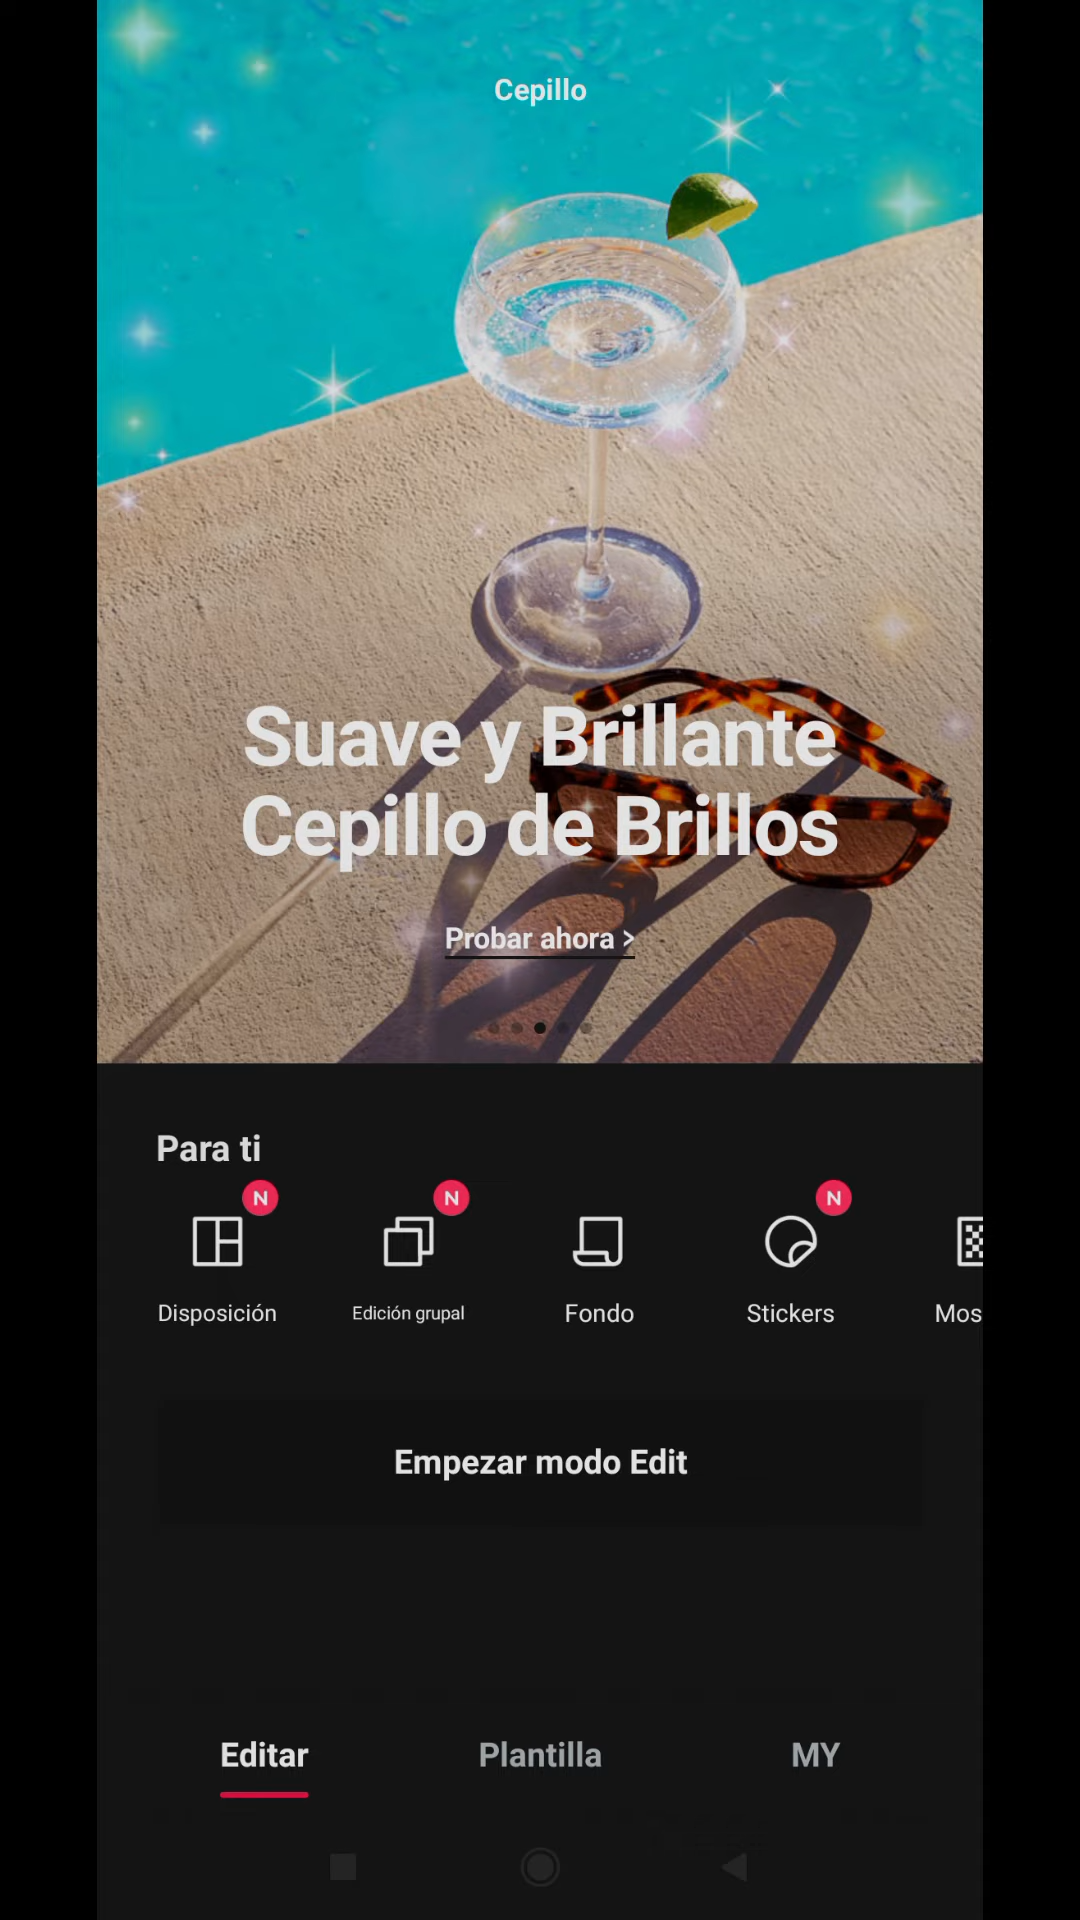 Cepillo
Suave y Brillante
Cepillo de Brillos
Probar ahora >
Para ti
N
N
N
Disposición
Edición grupal
Fondo
Stickers
Mos
Empezar modo Edit
Editar
Plantilla
MY